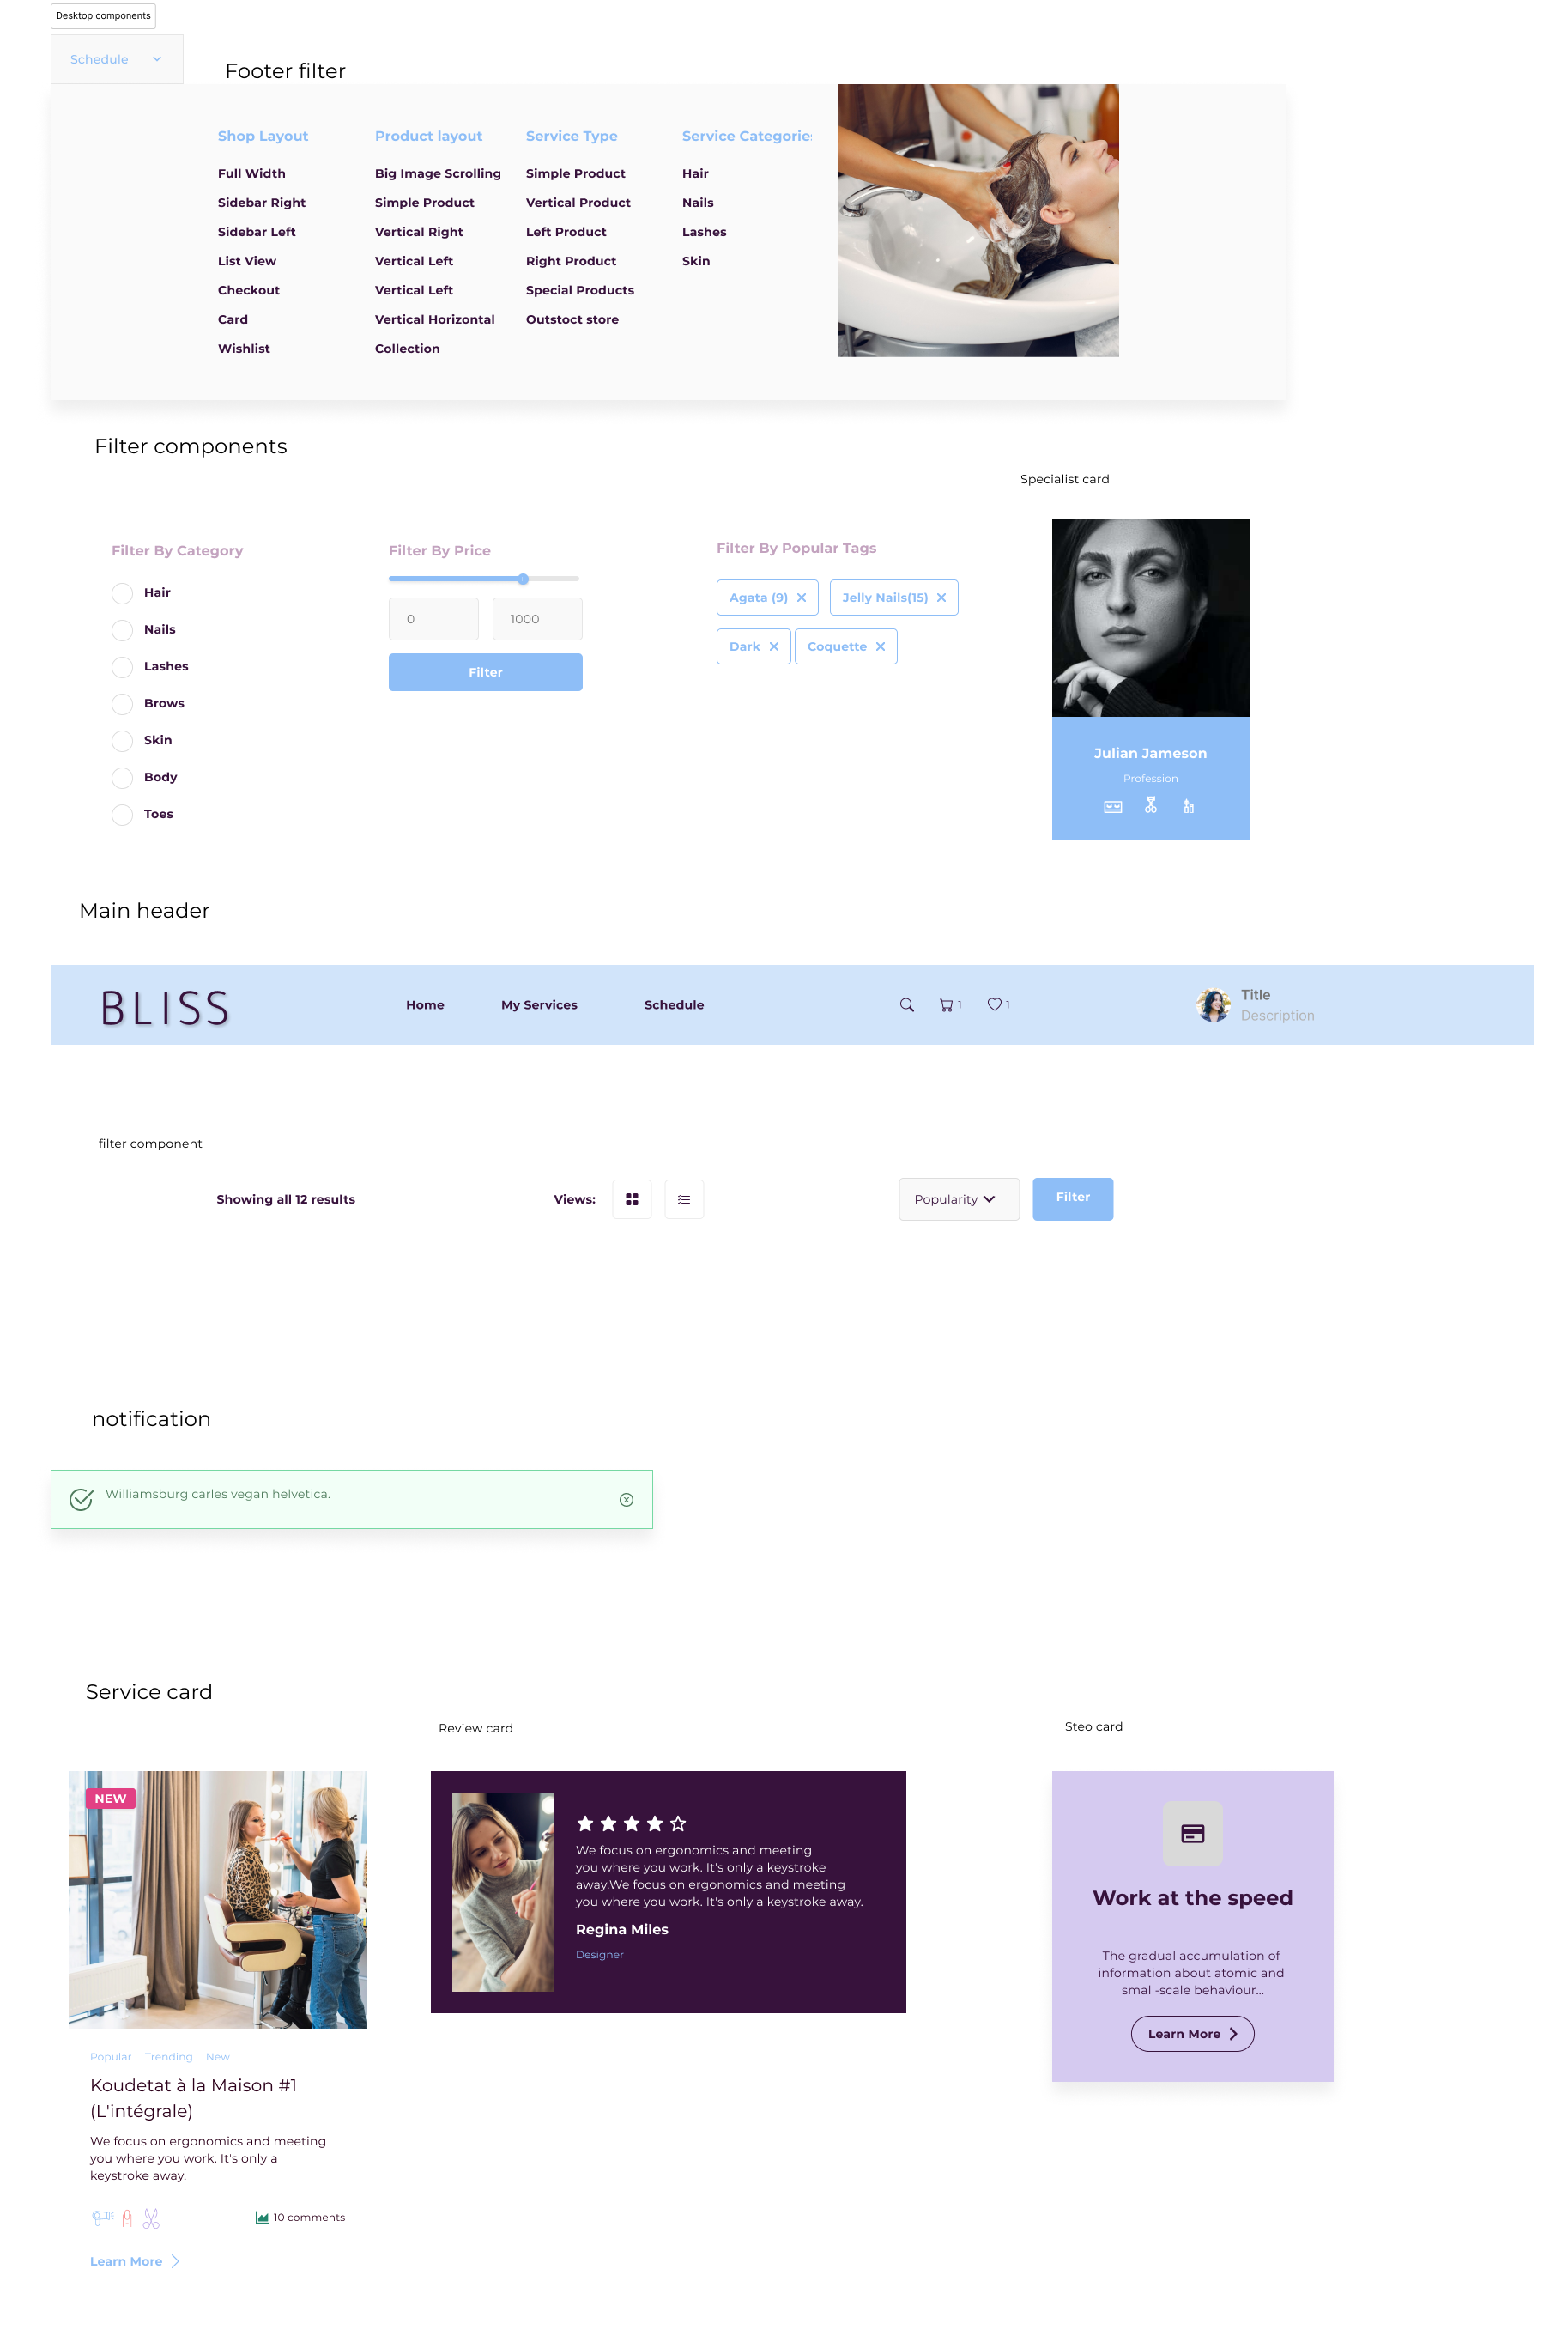 Desktop components
Schedule
Footer filter
Shop Layout
Full Width
Sidebar Right
Sidebar Left
List View
Checkout
Card
Wishlist
Product layout
Big Image Scrolling
Simple Product
Vertical Right
Vertical Left
Vertical Left
Vertical Horizontal
Collection
Service Type
Simple Product
Vertical Product
Left Product
Right Product
Special Products
Outstoct store
Service Categories
Hair
Nails
Lashes
Skin
Filter components
Specialist card
Filter By Category
Hair
Nails
Lashes
Brows
Skin
Body
Toes
Filter By Price
0
1000
Filter
Filter By Popular Tags
Agata (9)
Jelly Nails(15)
Dark
Coquette
Julian Jameson
Profession
Main header
BLISS
Home
My Services
Schedule
1
1
Title
Description
filter component
Showing all 12 results
Views:
Popularity
Filter
notification
Williamsburg carles vegan helvetica.
Service card
Review card
Steo card
NEW
Popular Trending New
Koudetat à la Maison #1
(L'intégrale)
We focus on ergonomics and meeting
you where you work. It's only a
keystroke away.
10 comments
Learn More
We focus on ergonomics and meeting
you where you work. It's only a keystroke
away.We focus on ergonomics and meeting
you where you work. It's only a keystroke away.
Regina Miles
Designer
Work at the speed
The gradual accumulation of
information about atomic and
small-scale behaviour...
Learn More